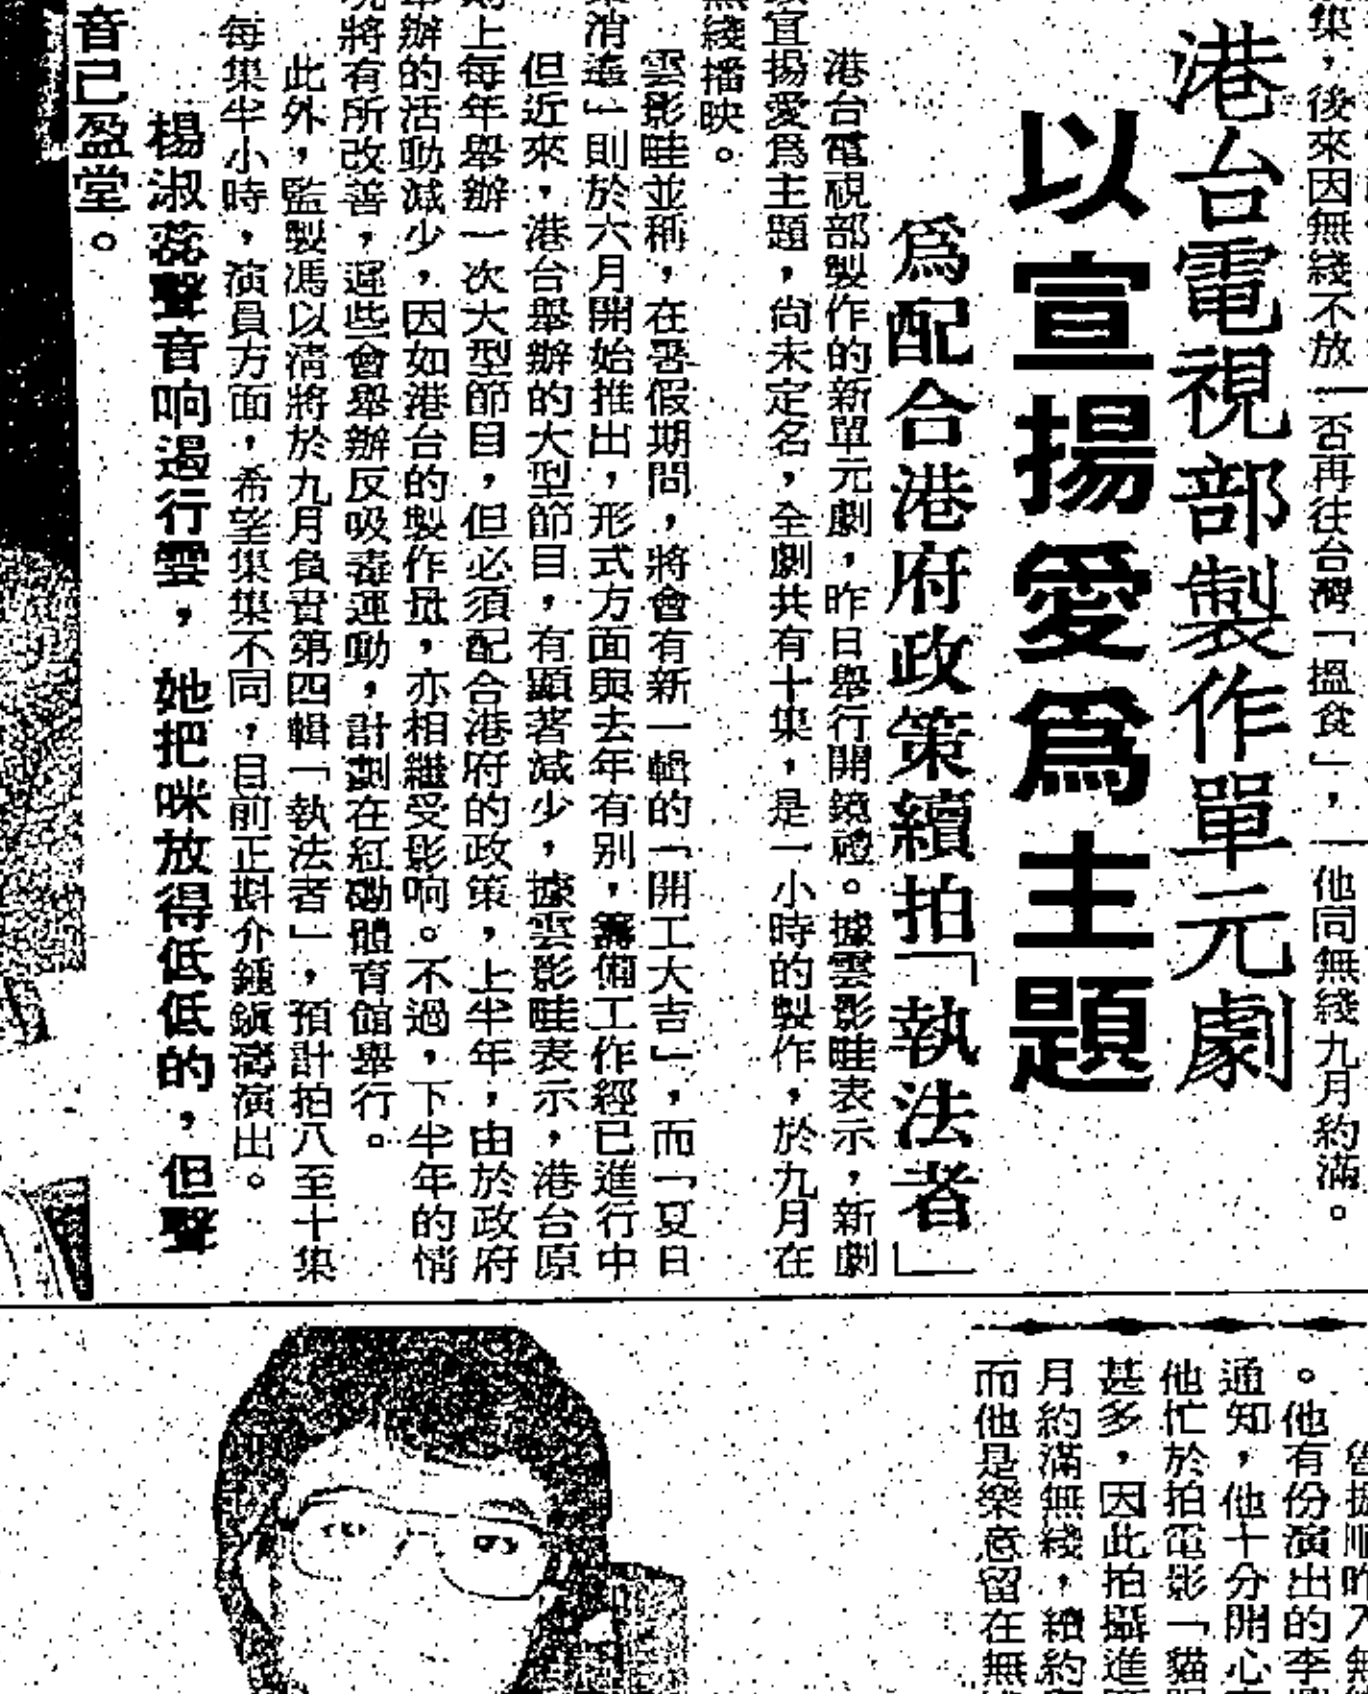 集，後來因無綫不放
否再往台灣「搵食」，
他同無綫九月約滿。
港台電視部製作單元劇
以宣揚愛爲主題
爲配合港府政策續拍「執法者」
港台電視部製作的新單元劇，昨日舉行開鏡禮。據雲影畦表示，新劇
宣揚愛爲主題，尚未定名，全劇共有十集，是一小時的製作，於九月在
無綫播映。
雲影畦並稱，在暑假期間，將會有新一輯的「開工大吉」，而「夏日
消遙」則於六月開始推出，形式方面與去年有別，籌備工作經已進行中
但近來，港台舉辦的大型節目，有顯著減少，據雲影畦表示，港台原
則上每年舉辦一次大型節目，但必須配合港府的政策，上半年，由於政府
舉辦的活動減少，因如港台的製作量，亦相繼受影响。不過，下半年的情
况將有所改善，遲些會舉辦反吸毒運動，計劃在紅磡體育館舉行。
此外，監製馮以清將於九月負責第四輯「執法者」，預計拍八至十集
每集半小時，演員方面，希望集集不同，目前正斟介鍾鎮濤演出。
楊淑蕊聲音响遏行雲，她把咪放得低低的，但聲
音已盈堂。
。他有份演出的李
通知，他十分開心
他忙於拍電影「貓
甚多，因此拍攝進
月約滿無綫，續約
而他是樂意留在無